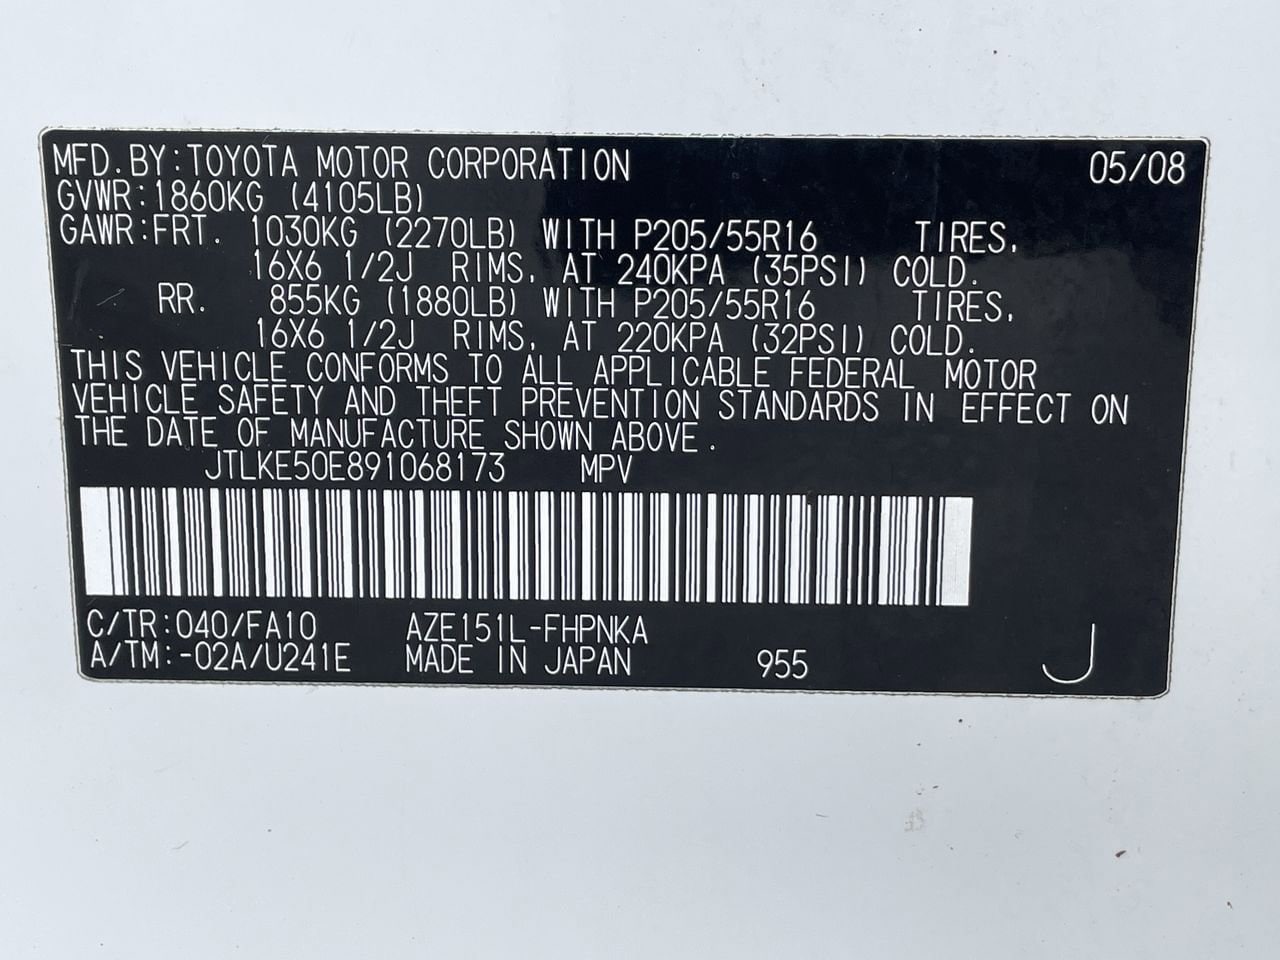 MFD.BY:TOYOTA MOTOR CORPORATION 05/08
GVWR:1860KG (4105LB)
GAWR:FRT. 1030KG (2270LB) WITH P205/55R16 TIRES,
16X6 1/2J RIMS, AT 240KPA (35PSI) COLD.
RR. 855KG (1880LB) WITH P205/55R16 TIRES,
16X6 1/2J RIMS, AT 220KPA (32PSI) COLD.
THIS VEHICLE CONFORMS TO ALL APPLICABLE FEDERAL MOTOR
VEHICLE SAFETY AND THEFT PREVENTION STANDARDS IN EFFECT ON
THE DATE OF MANUFACTURE SHOWN ABOVE.
JTLKE50E891068173 MPV
C/TR:040/FA10 AZE151L-FHPNKA
A/TM:-02A/U241E MADE IN JAPAN 955 J